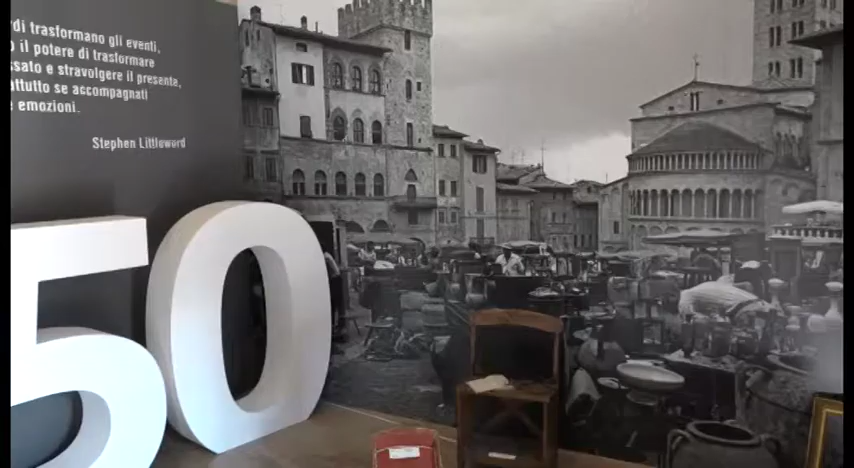 rdi trasformano gli eventi,
o il potere di trasformare
ssato e stravolgere il presente,
attutto se accompagnati
e emozioni.
Stephen Littleword
50